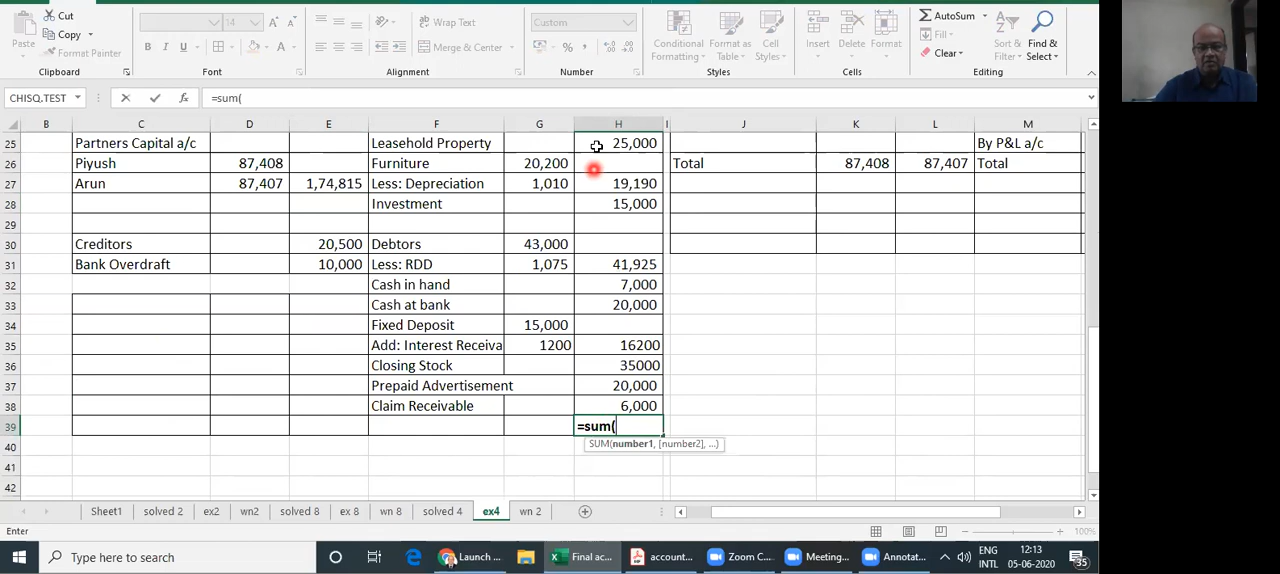 Cut
Copy
Paste
Format Painter
Clipboard
14
B I U
Font
Wrap Text
Merge & Center
Alignment
Custom
%
Number
Conditional Formatting
Format as Table
Cell Styles
Styles
Insert
Delete
Format
Cells
AutoSum
Fill
Clear
Sort & Filter
Find & Select
Editing
CHISQ.TEST
fx
=sum(
B C D E F G H I J K L M
25 Partners Capital a/c Leasehold Property 25,000 By P&L a/c
26 Piyush 87,408 Furniture 20,200 Total 87,408 87,407 Total
27 Arun 87,407 1,74,815 Less: Depreciation 1,010 19,190
28 Investment 15,000
29
30 Creditors 20,500 Debtors 43,000
31 Bank Overdraft 10,000 Less: RDD 1,075 41,925
32 Cash in hand 7,000
33 Cash at bank 20,000
34 Fixed Deposit 15,000
35 Add: Interest Receiva 1200 16200
36 Closing Stock 35000
37 Prepaid Advertisement 20,000
38 Claim Receivable 6,000
39 =sum(
SUM(number1, [number2], ...)
40
41
42
Sheet1 solved 2 ex2 wn2 solved 8 ex 8 wn 8 solved 4 ex4 wn 2
Enter
100%
Type here to search
Launch ...
Final ac...
account...
Zoom C...
Meeting...
Annotat...
ENG
INTL
12:13
05-06-2020
35